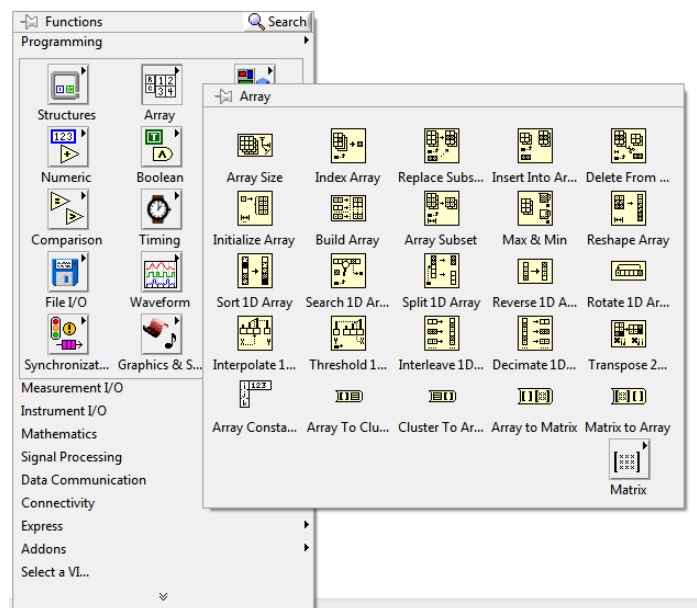 Functions
Search
Programming
Structures
Array
Numeric
Boolean
Comparison
Timing
File I/O
Waveform
Synchronizat...
Graphics & S...
Measurement I/O
Instrument I/O
Mathematics
Signal Processing
Data Communication
Connectivity
Express
Addons
Select a VI...
Array
Array Size
Index Array
Replace Subs...
Insert Into Ar...
Delete From ...
Initialize Array
Build Array
Array Subset
Max & Min
Reshape Array
Sort 1D Array
Search 1D Ar...
Split 1D Array
Reverse 1D A...
Rotate 1D Ar...
Interpolate 1...
Threshold 1...
Interleave 1D...
Decimate 1D...
Transpose 2...
Array Consta...
Array To Clu...
Cluster To Ar...
Array to Matrix
Matrix to Array
Matrix